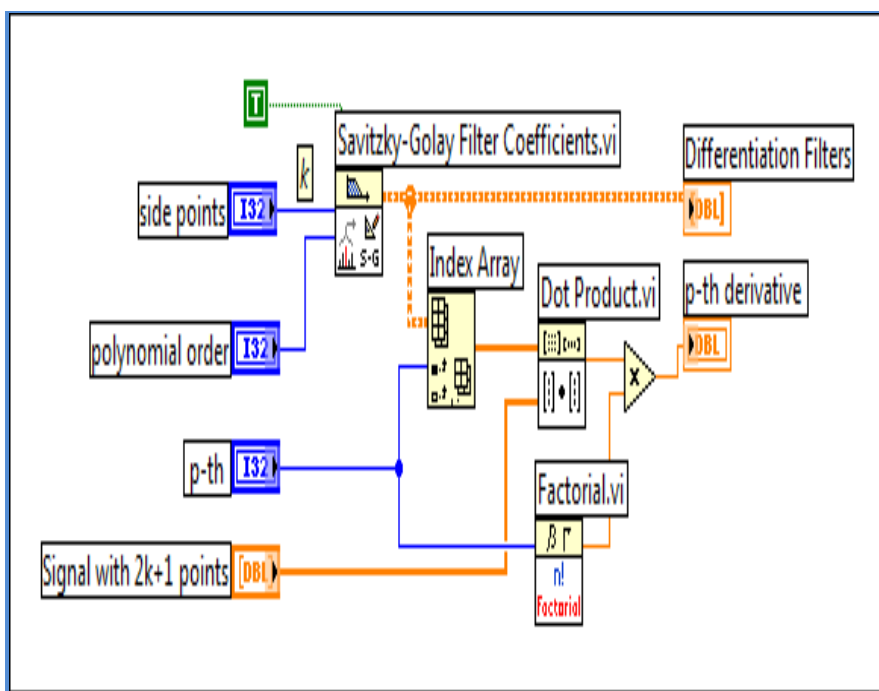 T
Savitzky-Golay Filter Coefficients.vi
Differentiation Filters
k
side points
I32
S-G
DBL]
Index Array
Dot Product.vi
p-th derivative
polynomial order
I32
DBL
x
p-th
I32
Factorial.vi
β Γ
Signal with 2k+1 points
[DBL]
n!
Factorial